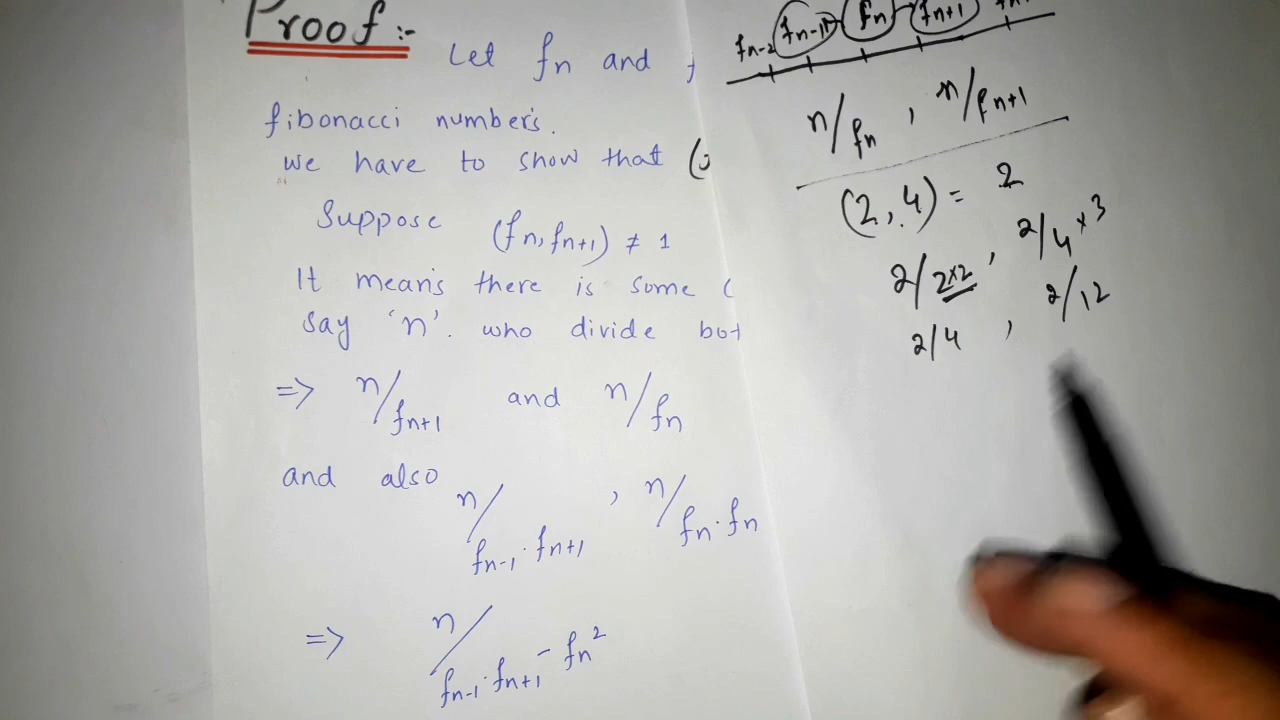 Proof :-
Let fn and
fibonacci number's.
we have to show that (
Suppose (fn, fn+1) ≠ 1
It mean's there is some
say 'n'. who divide bot
=> n/fn+1 and n/fn
and also
n/fn-1 · fn+1 , n/fn · fn
=> n/fn-1 · fn+1 - fn²
fn-2 fn-1 fn fn+1
n/fn , n/fn+1
(2, 4) = 2
2/2×2 , 2/4×3
2/4 , 2/12